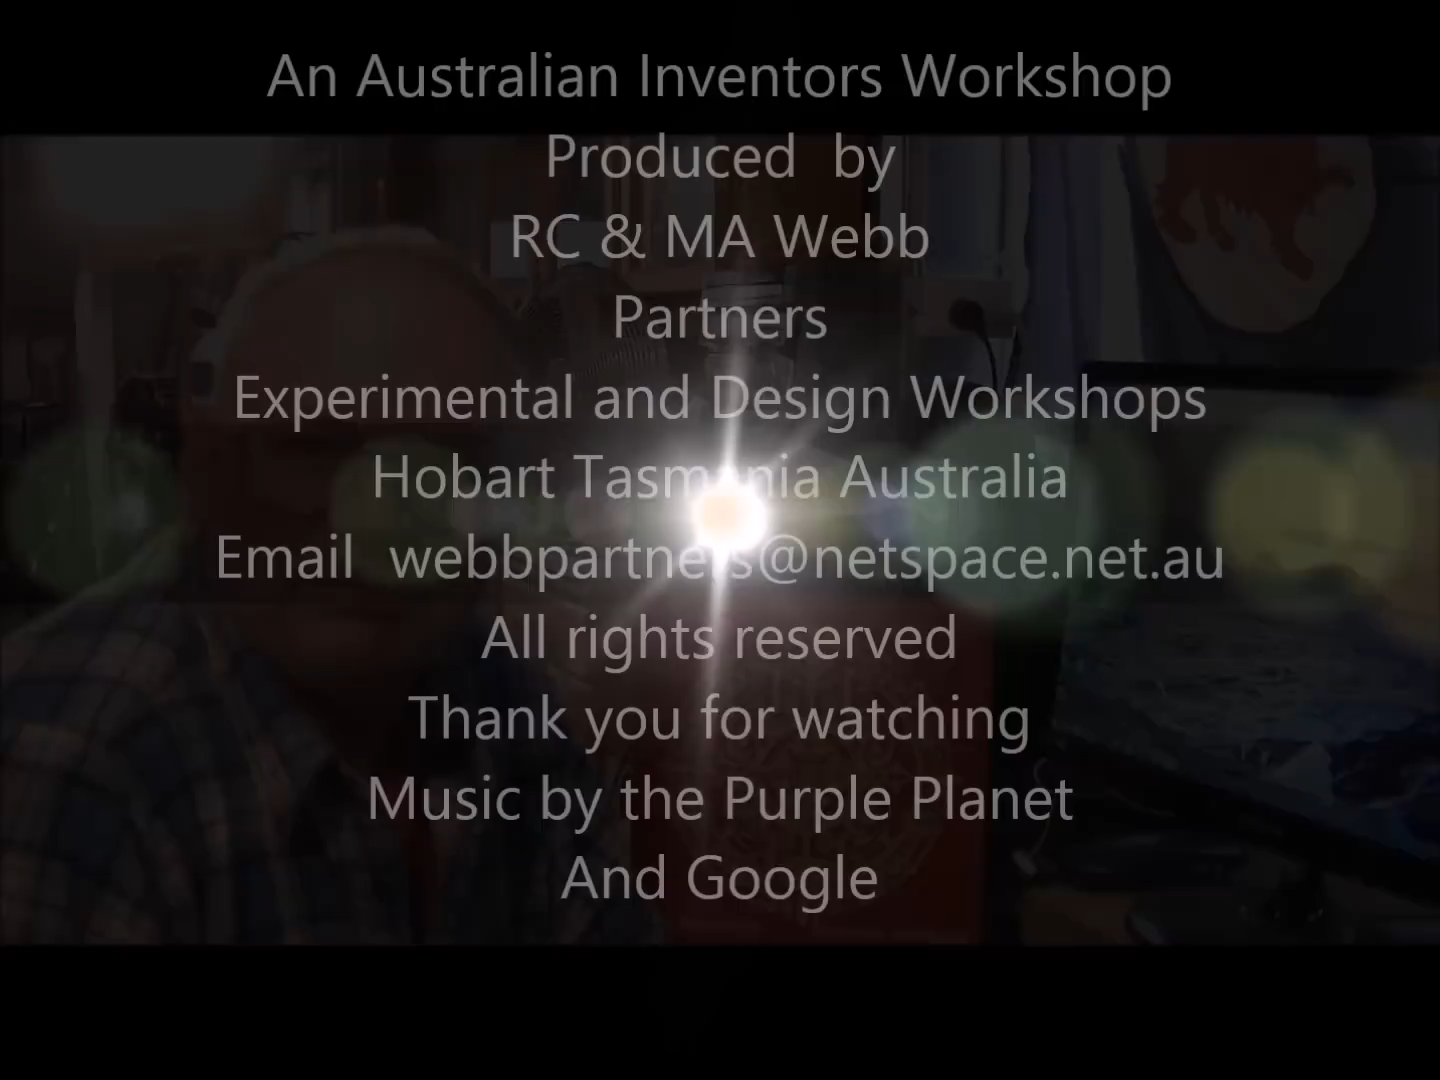 An Australian Inventors Workshop
Produced by
RC & MA Webb
Partners
Experimental and Design Workshops
Hobart Tasmania Australia
Email webbpartners@netspace.net.au
All rights reserved
Thank you for watching
Music by the Purple Planet
And Google